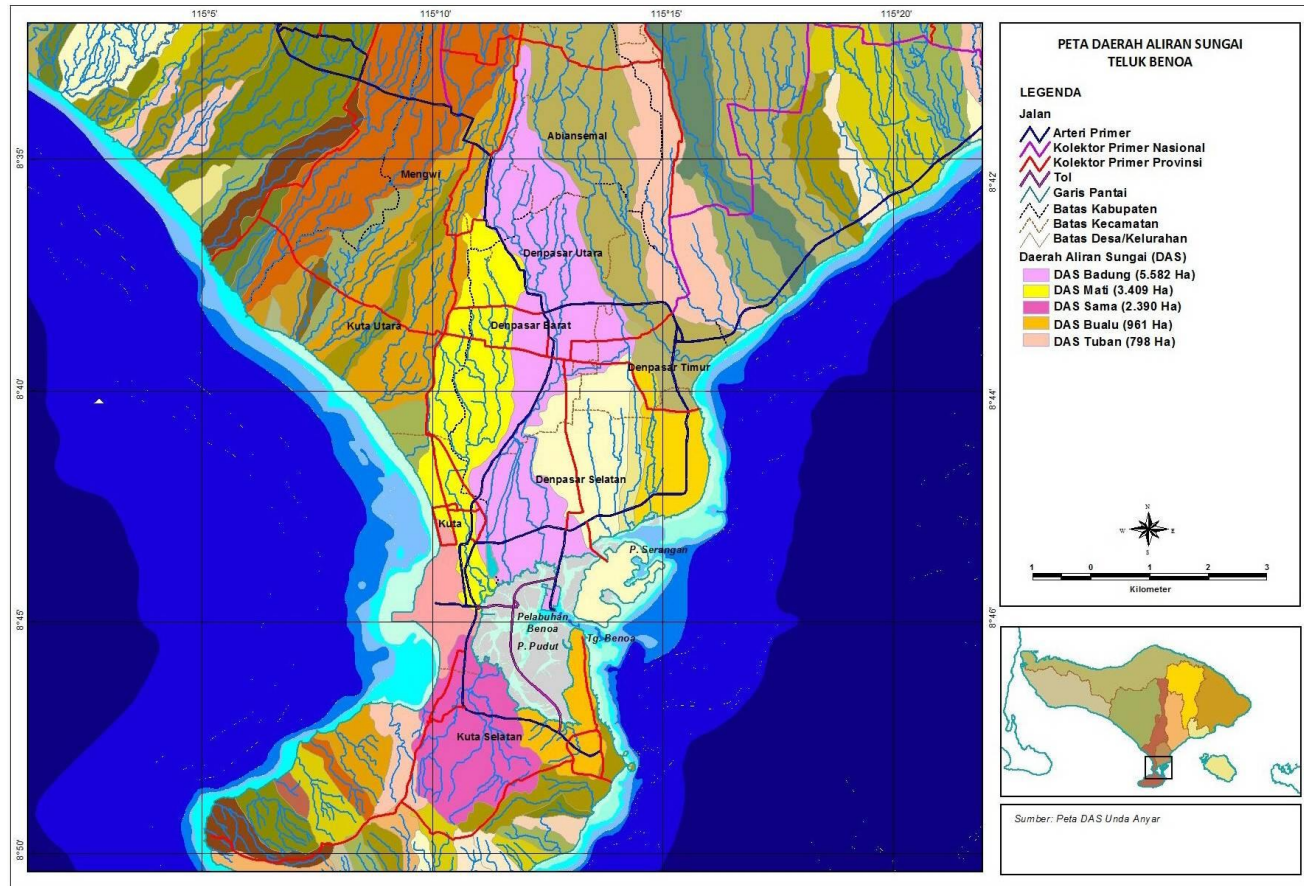 115°5'
115°10'
115°15'
115°20'
8°35'
8°40'
8°45'
8°50'
8°42'
8°44'
8°46'
Abiansemal
Mengwi
Denpasar Utara
Kuta Utara
Denpasar Barat
Denpasar Timur
Denpasar Selatan
Kuta
P. Serangan
Pelabuhan
Benoa
Tg. Benoa
P. Pudut
Kuta Selatan
PETA DAERAH ALIRAN SUNGAI
TELUK BENOA
LEGENDA
Jalan
Arteri Primer
Kolektor Primer Nasional
Kolektor Primer Provinsi
Tol
Garis Pantai
Batas Kabupaten
Batas Kecamatan
Batas Desa/Kelurahan
Daerah Aliran Sungai (DAS)
DAS Badung (5.582 Ha)
DAS Mati (3.409 Ha)
DAS Sama (2.390 Ha)
DAS Bualu (961 Ha)
DAS Tuban (798 Ha)
N
W E
S
1 0 1 2 3
Kilometer
Sumber: Peta DAS Unda Anyar